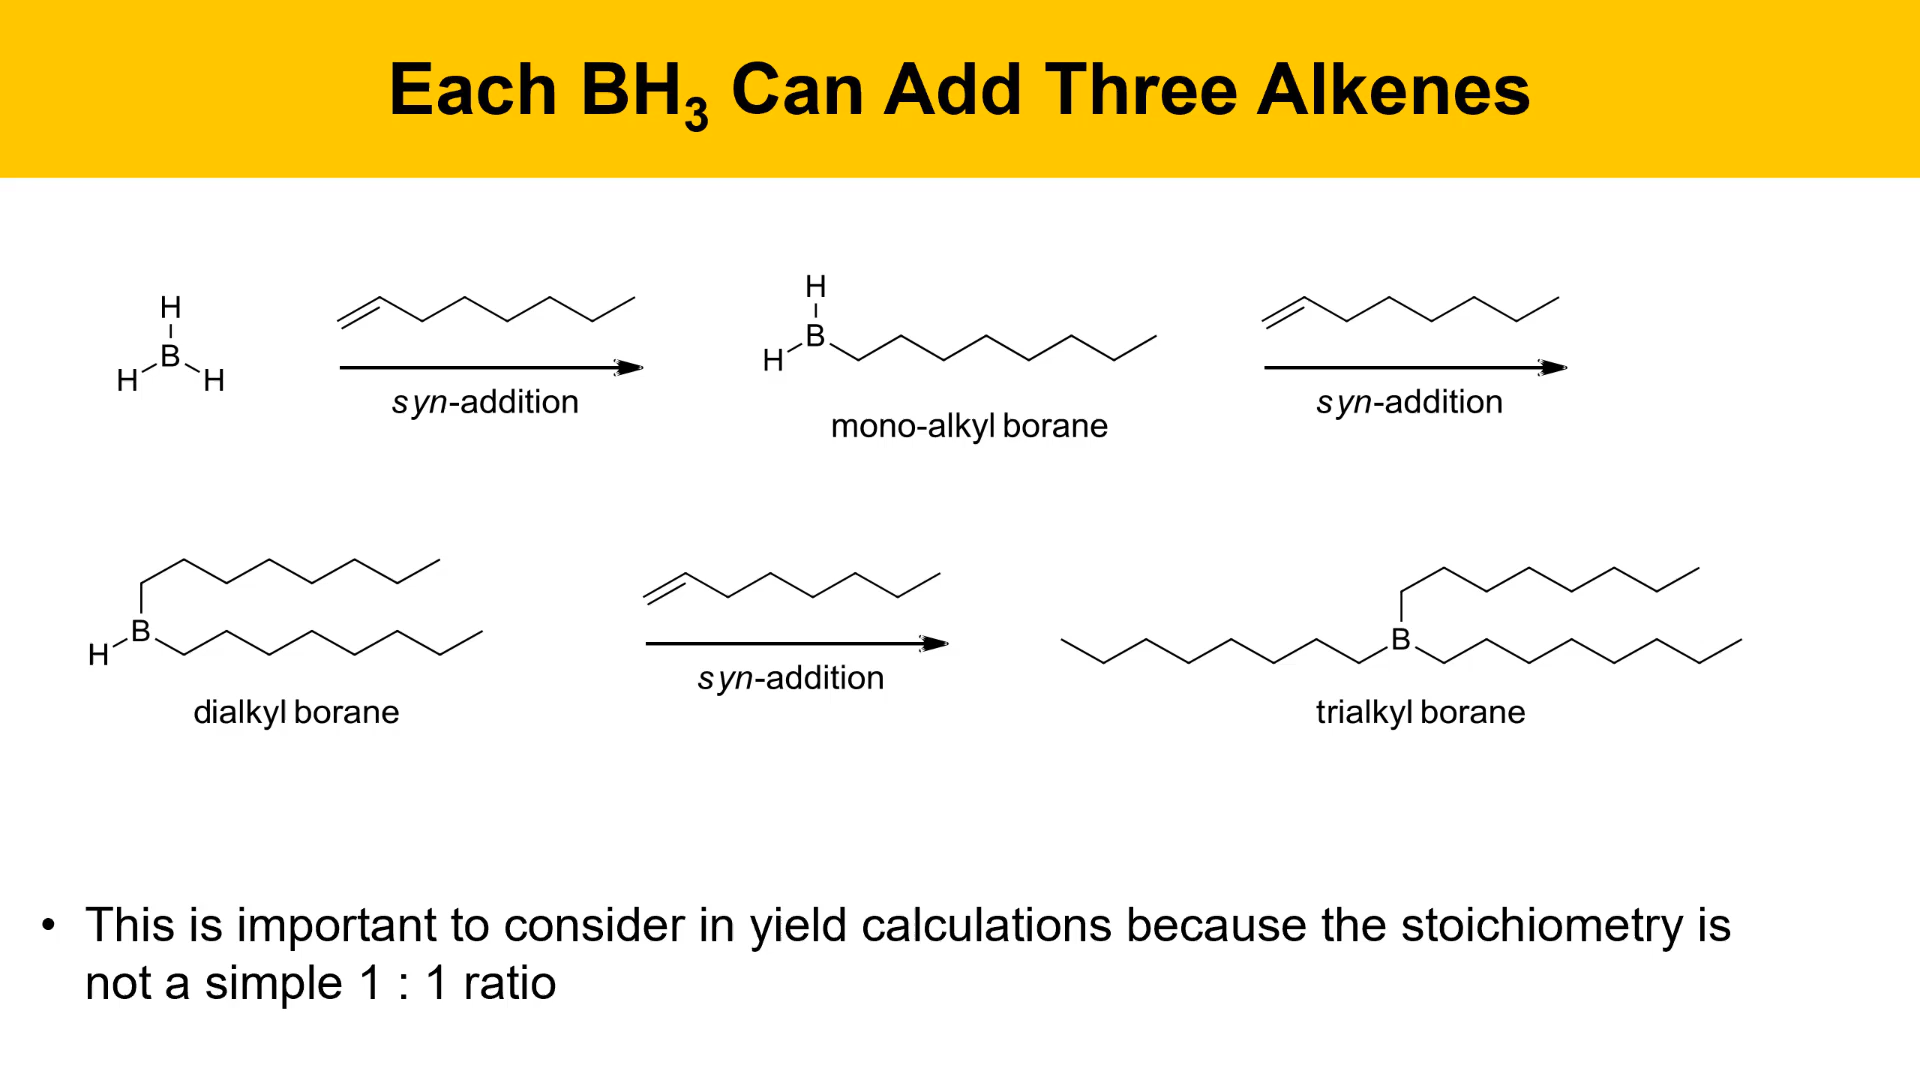 Each BH₃ Can Add Three Alkenes
H
B
H H
syn-addition
H
B
H
mono-alkyl borane
syn-addition
B
H
dialkyl borane
syn-addition
B
trialkyl borane
• This is important to consider in yield calculations because the stoichiometry is
not a simple 1 : 1 ratio